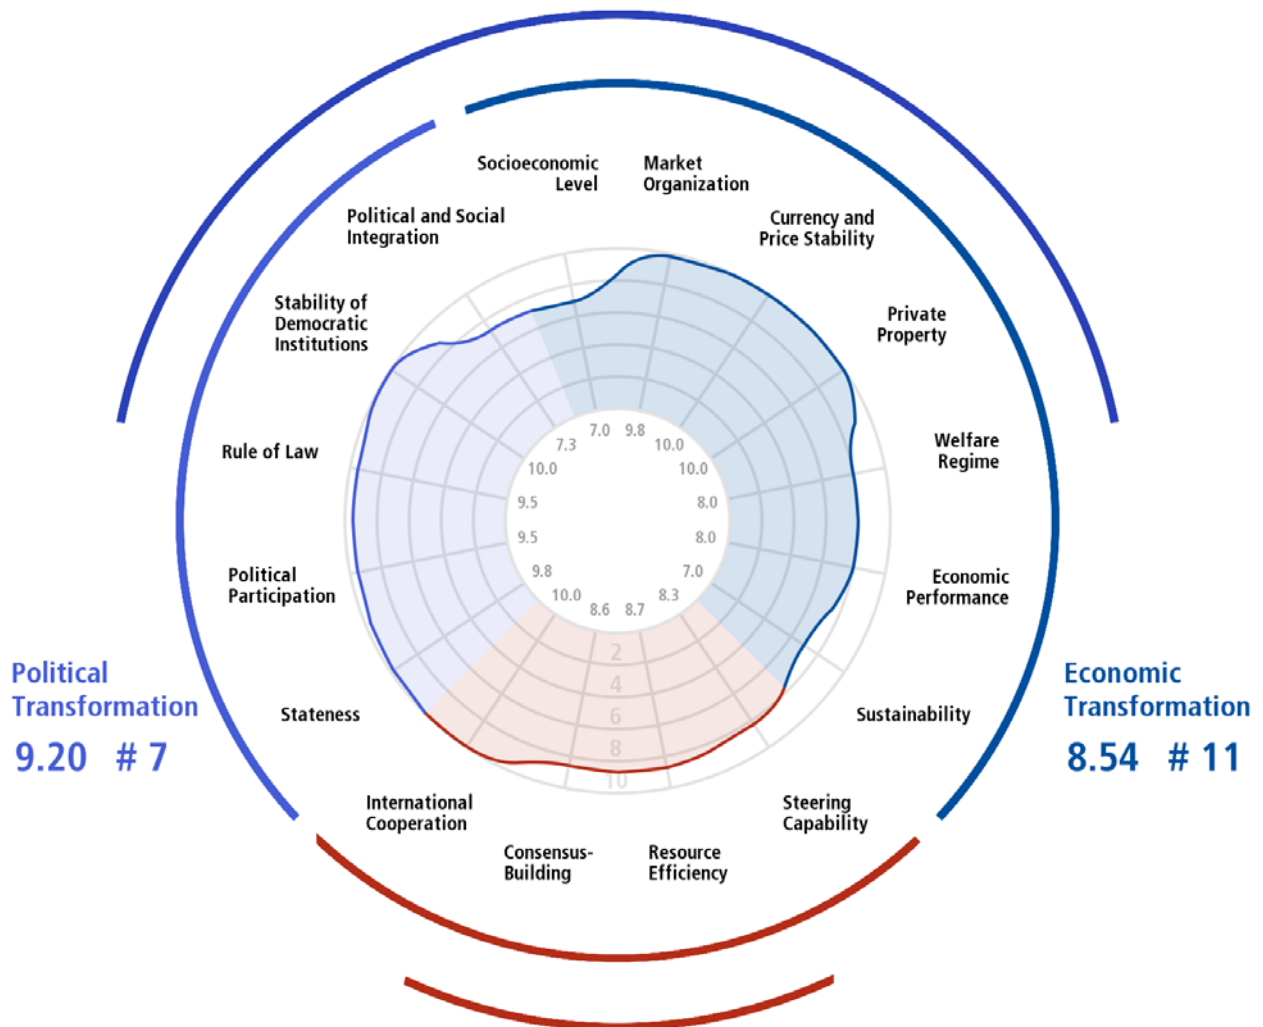 Socioeconomic
Level
Market
Organization
Political and Social
Integration
Currency and
Price Stability
Stability of
Democratic
Institutions
Private
Property
Rule of Law
Welfare
Regime
Political
Participation
Economic
Performance
Stateness
Sustainability
International
Cooperation
Steering
Capability
Consensus-
Building
Resource
Efficiency
7.0
9.8
7.3
10.0
10.0
10.0
9.5
8.0
9.5
8.0
9.8
7.0
10.0
8.3
8.6
8.7
2
4
6
8
10
Political
Transformation
9.20 # 7
Economic
Transformation
8.54 # 11